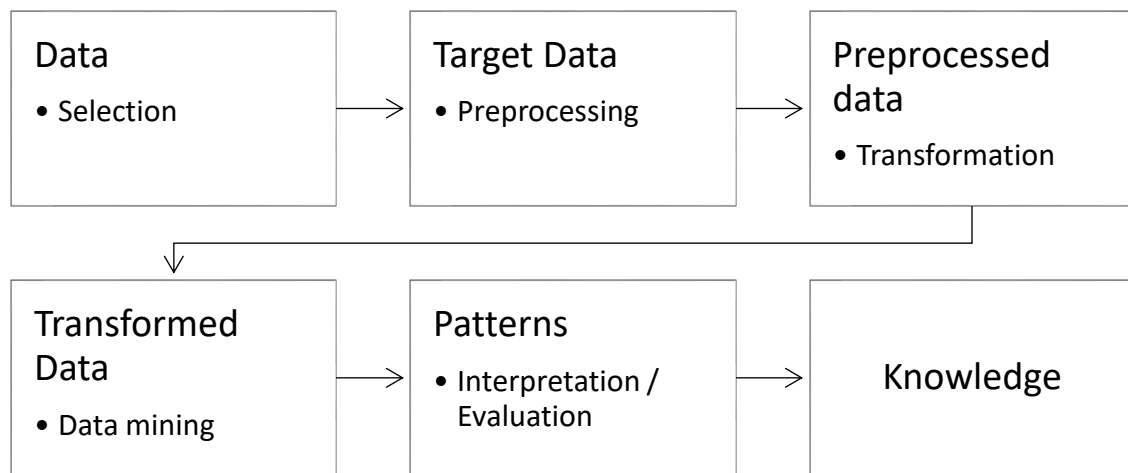 Data
• Selection
Target Data
• Preprocessing
Preprocessed
data
• Transformation
Transformed
Data
• Data mining
Patterns
• Interpretation /
Evaluation
Knowledge